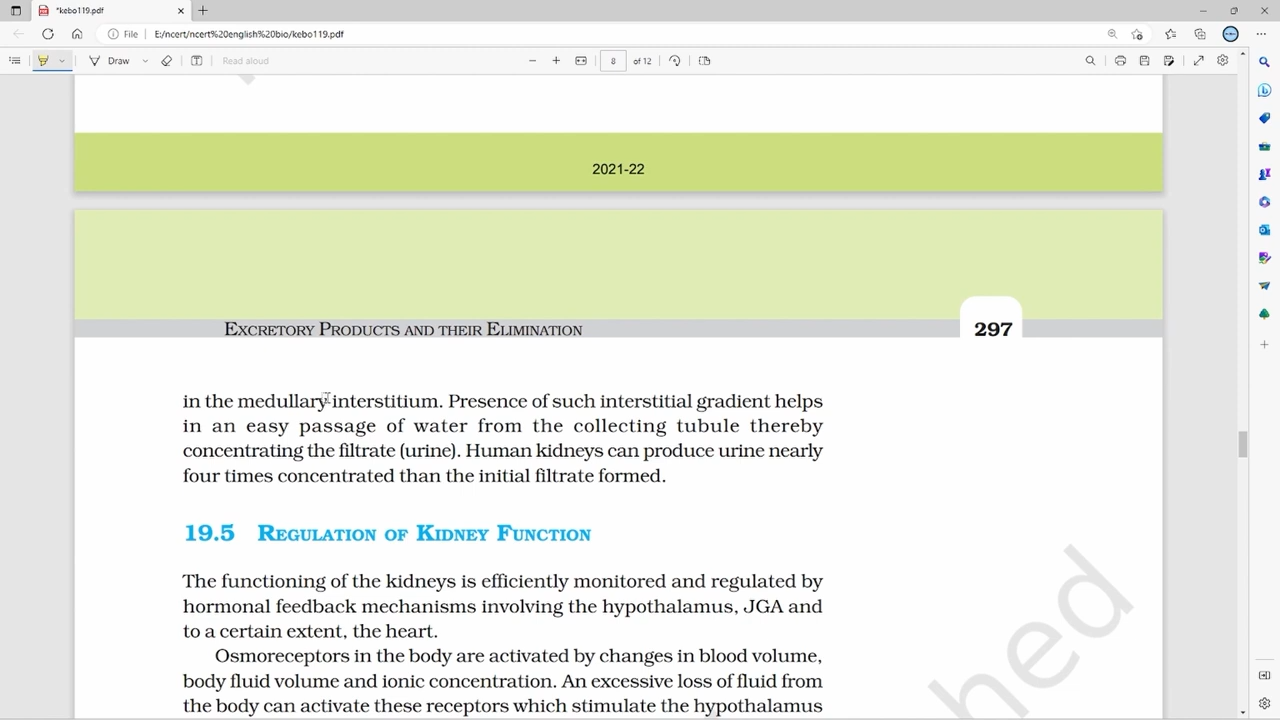 *kebo119.pdf
File E:/ncert/ncert%20english%20bio/kebo119.pdf
Draw Read aloud 8 of 12
2021-22
EXCRETORY PRODUCTS AND THEIR ELIMINATION 297
in the medullary interstitium. Presence of such interstitial gradient helps
in an easy passage of water from the collecting tubule thereby
concentrating the filtrate (urine). Human kidneys can produce urine nearly
four times concentrated than the initial filtrate formed.
19.5 REGULATION OF KIDNEY FUNCTION
The functioning of the kidneys is efficiently monitored and regulated by
hormonal feedback mechanisms involving the hypothalamus, JGA and
to a certain extent, the heart.
Osmoreceptors in the body are activated by changes in blood volume,
body fluid volume and ionic concentration. An excessive loss of fluid from
the body can activate these receptors which stimulate the hypothalamus
hed